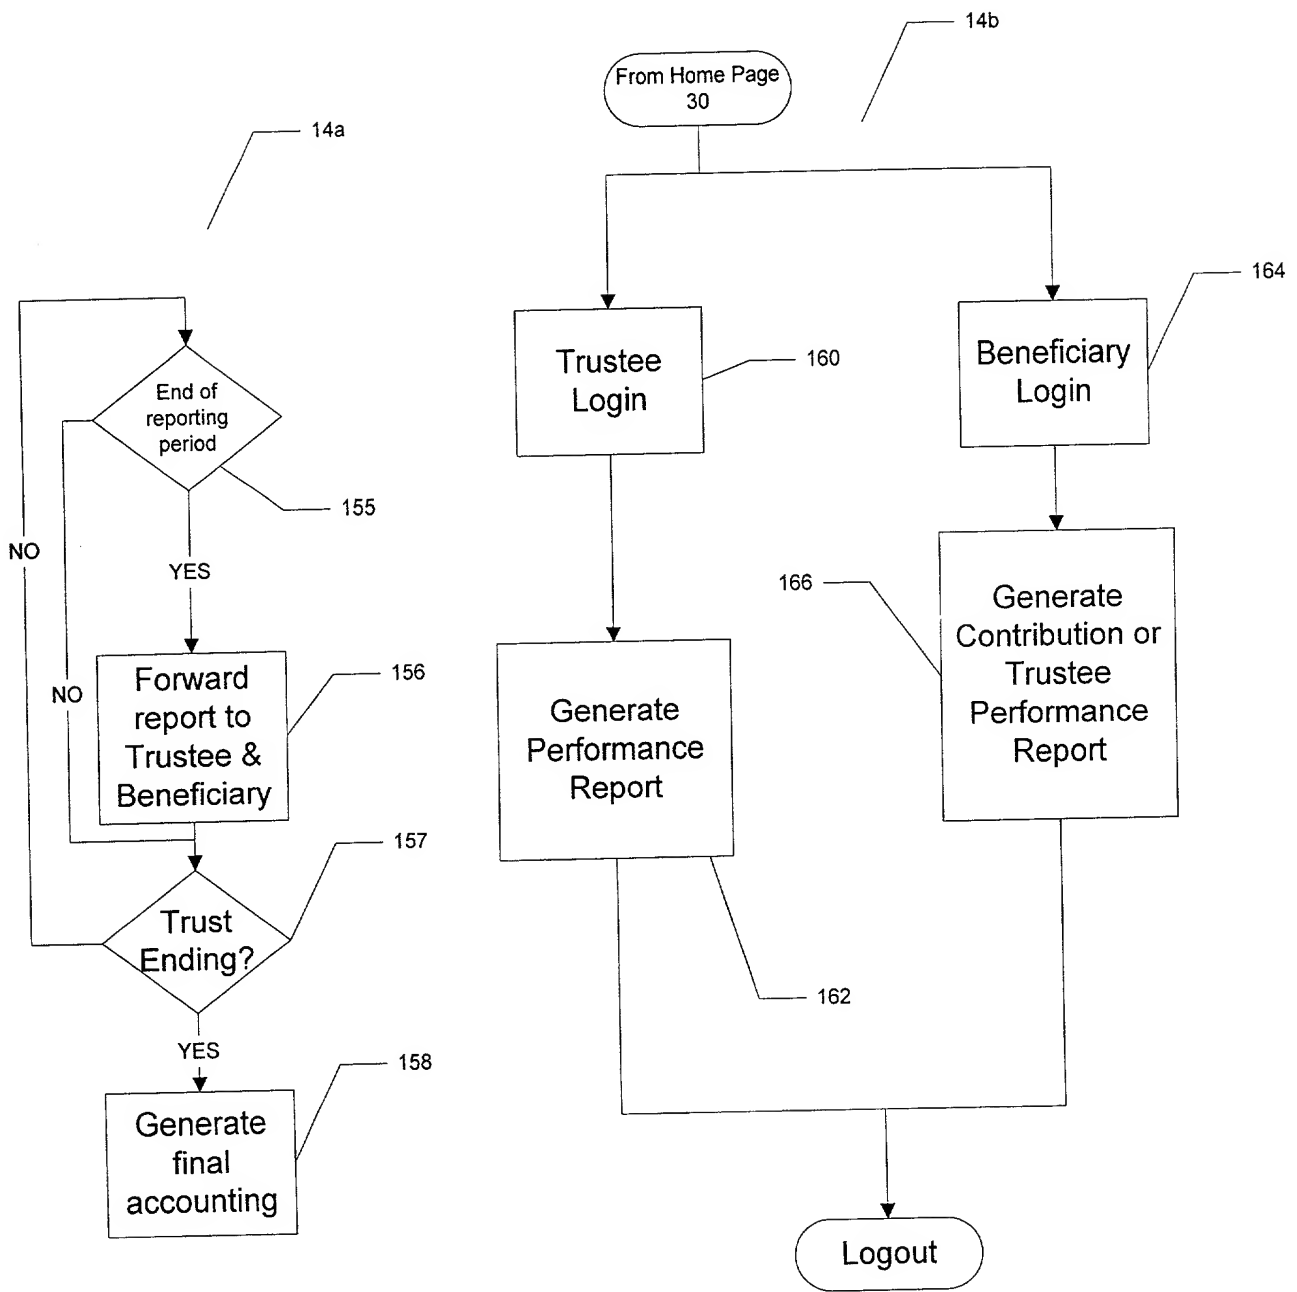 14b
From Home Page
30
14a
164
Trustee
Login
160
Beneficiary
Login
End of
reporting
period
155
NO
YES
166
Generate
Contribution or
Trustee
Performance
Report
NO
Forward
report to
Trustee &
Beneficiary
156
Generate
Performance
Report
157
Trust
Ending?
162
YES
158
Generate
final
accounting
Logout